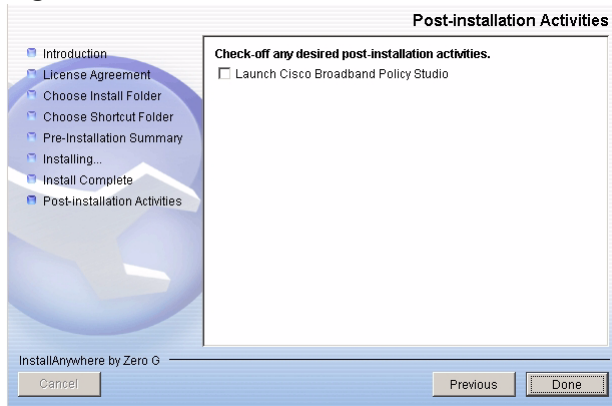 Post-installation Activities
Introduction
License Agreement
Choose Install Folder
Choose Shortcut Folder
Pre-Installation Summary
Installing...
Install Complete
Post-installation Activities
Check-off any desired post-installation activities.
Launch Cisco Broadband Policy Studio
InstallAnywhere by Zero G
Cancel
Previous
Done